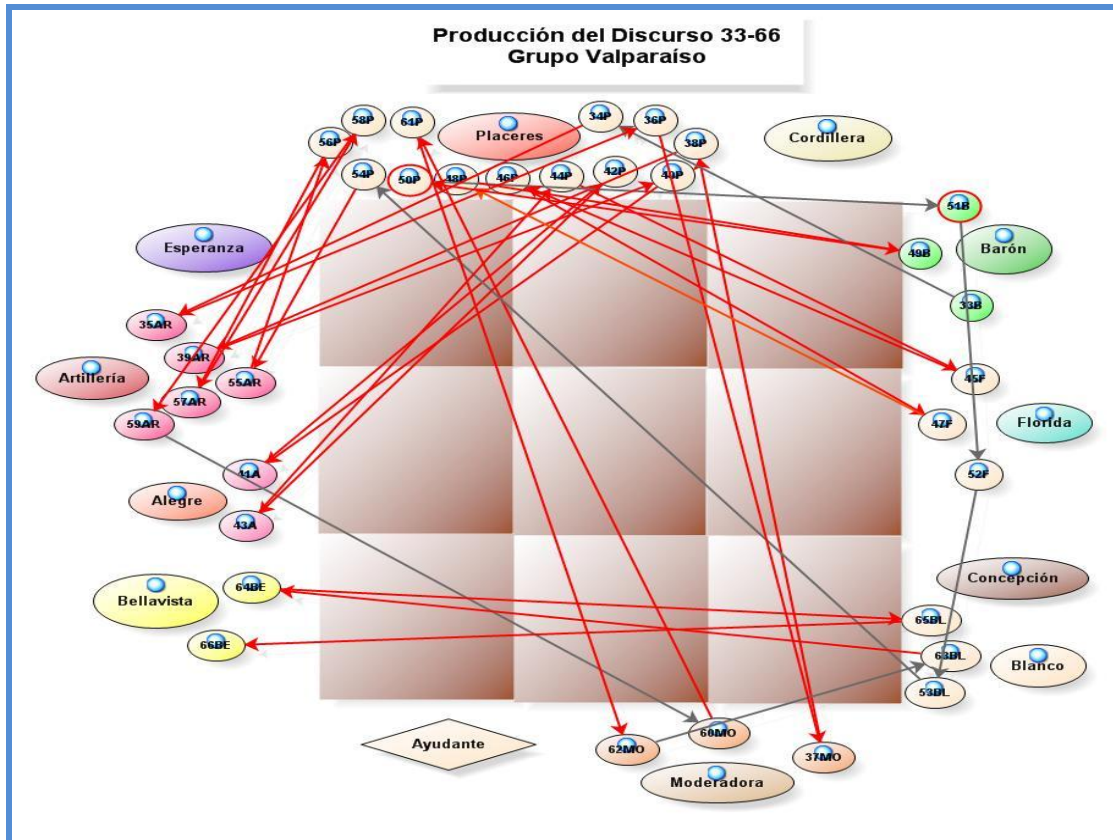 Producción del Discurso 33-66
Grupo Valparaíso
58P
61P
34P
36P
56P
Placeres
38P
Cordillera
54P
50P
48P
46P
44P
42P
40P
51B
Esperanza
49B
Barón
33B
35AR
39AR
Artillería
55AR
45F
57AR
59AR
47F
Florida
41A
52F
Alegre
43A
Concepción
64BE
Bellavista
65BL
66BE
63BL
Blanco
53BL
Ayudante
60MO
62MO
37MO
Moderadora